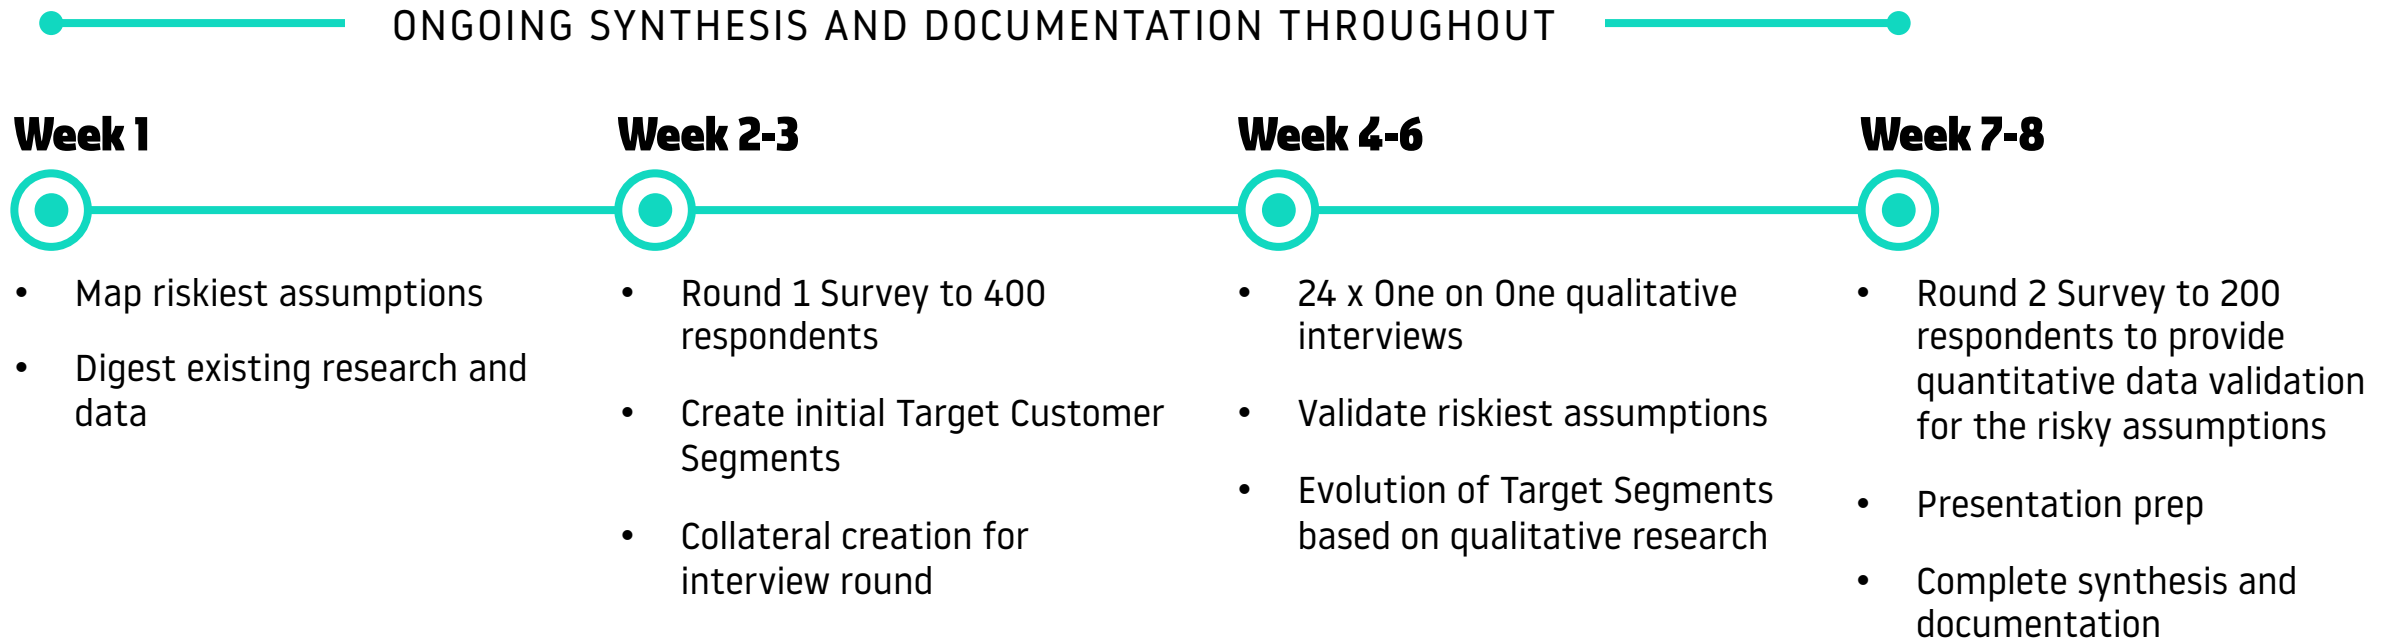 ONGOING SYNTHESIS AND DOCUMENTATION THROUGHOUT
Week 1
• Map riskiest assumptions
• Digest existing research and
data
Week 2-3
• Round 1 Survey to 400
respondents
• Create initial Target Customer
Segments
• Collateral creation for
interview round
Week 4-6
• 24 x One on One qualitative
interviews
• Validate riskiest assumptions
• Evolution of Target Segments
based on qualitative research
Week 7-8
• Round 2 Survey to 200
respondents to provide
quantitative data validation
for the risky assumptions
• Presentation prep
• Complete synthesis and
documentation